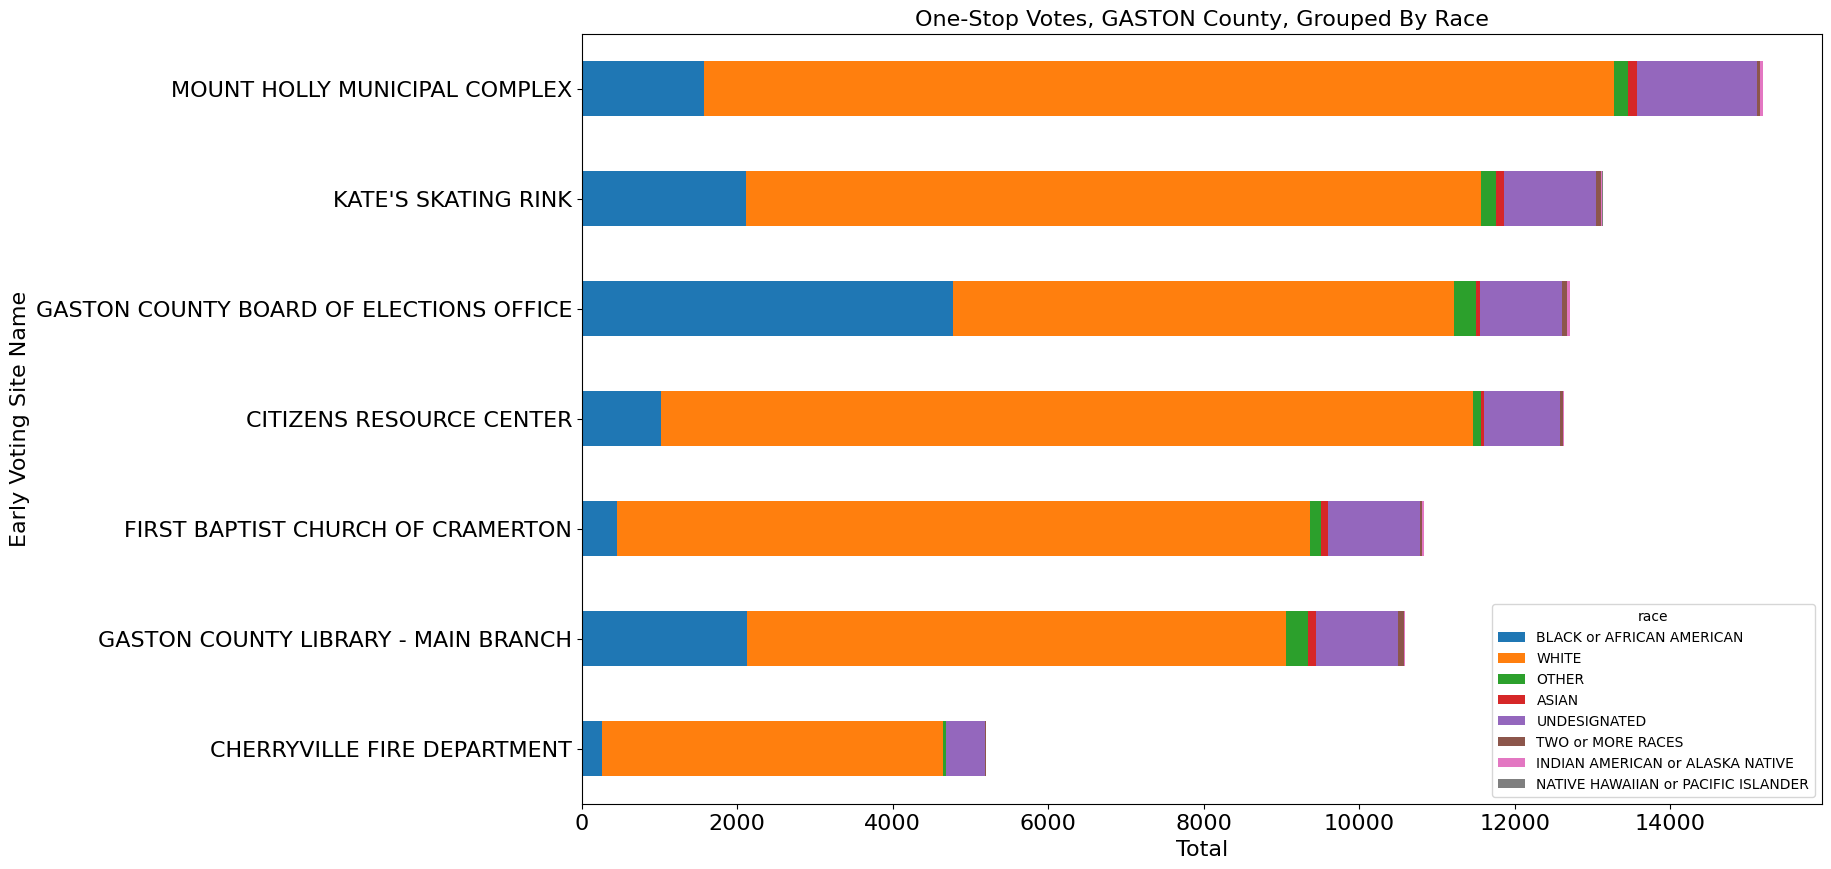 One-Stop Votes, GASTON County, Grouped By Race
Early Voting Site Name
MOUNT HOLLY MUNICIPAL COMPLEX
KATE'S SKATING RINK
GASTON COUNTY BOARD OF ELECTIONS OFFICE
CITIZENS RESOURCE CENTER
FIRST BAPTIST CHURCH OF CRAMERTON
GASTON COUNTY LIBRARY - MAIN BRANCH
CHERRYVILLE FIRE DEPARTMENT
race
BLACK or AFRICAN AMERICAN
WHITE
OTHER
ASIAN
UNDESIGNATED
TWO or MORE RACES
INDIAN AMERICAN or ALASKA NATIVE
NATIVE HAWAIIAN or PACIFIC ISLANDER
0 2000 4000 6000 8000 10000 12000 14000
Total